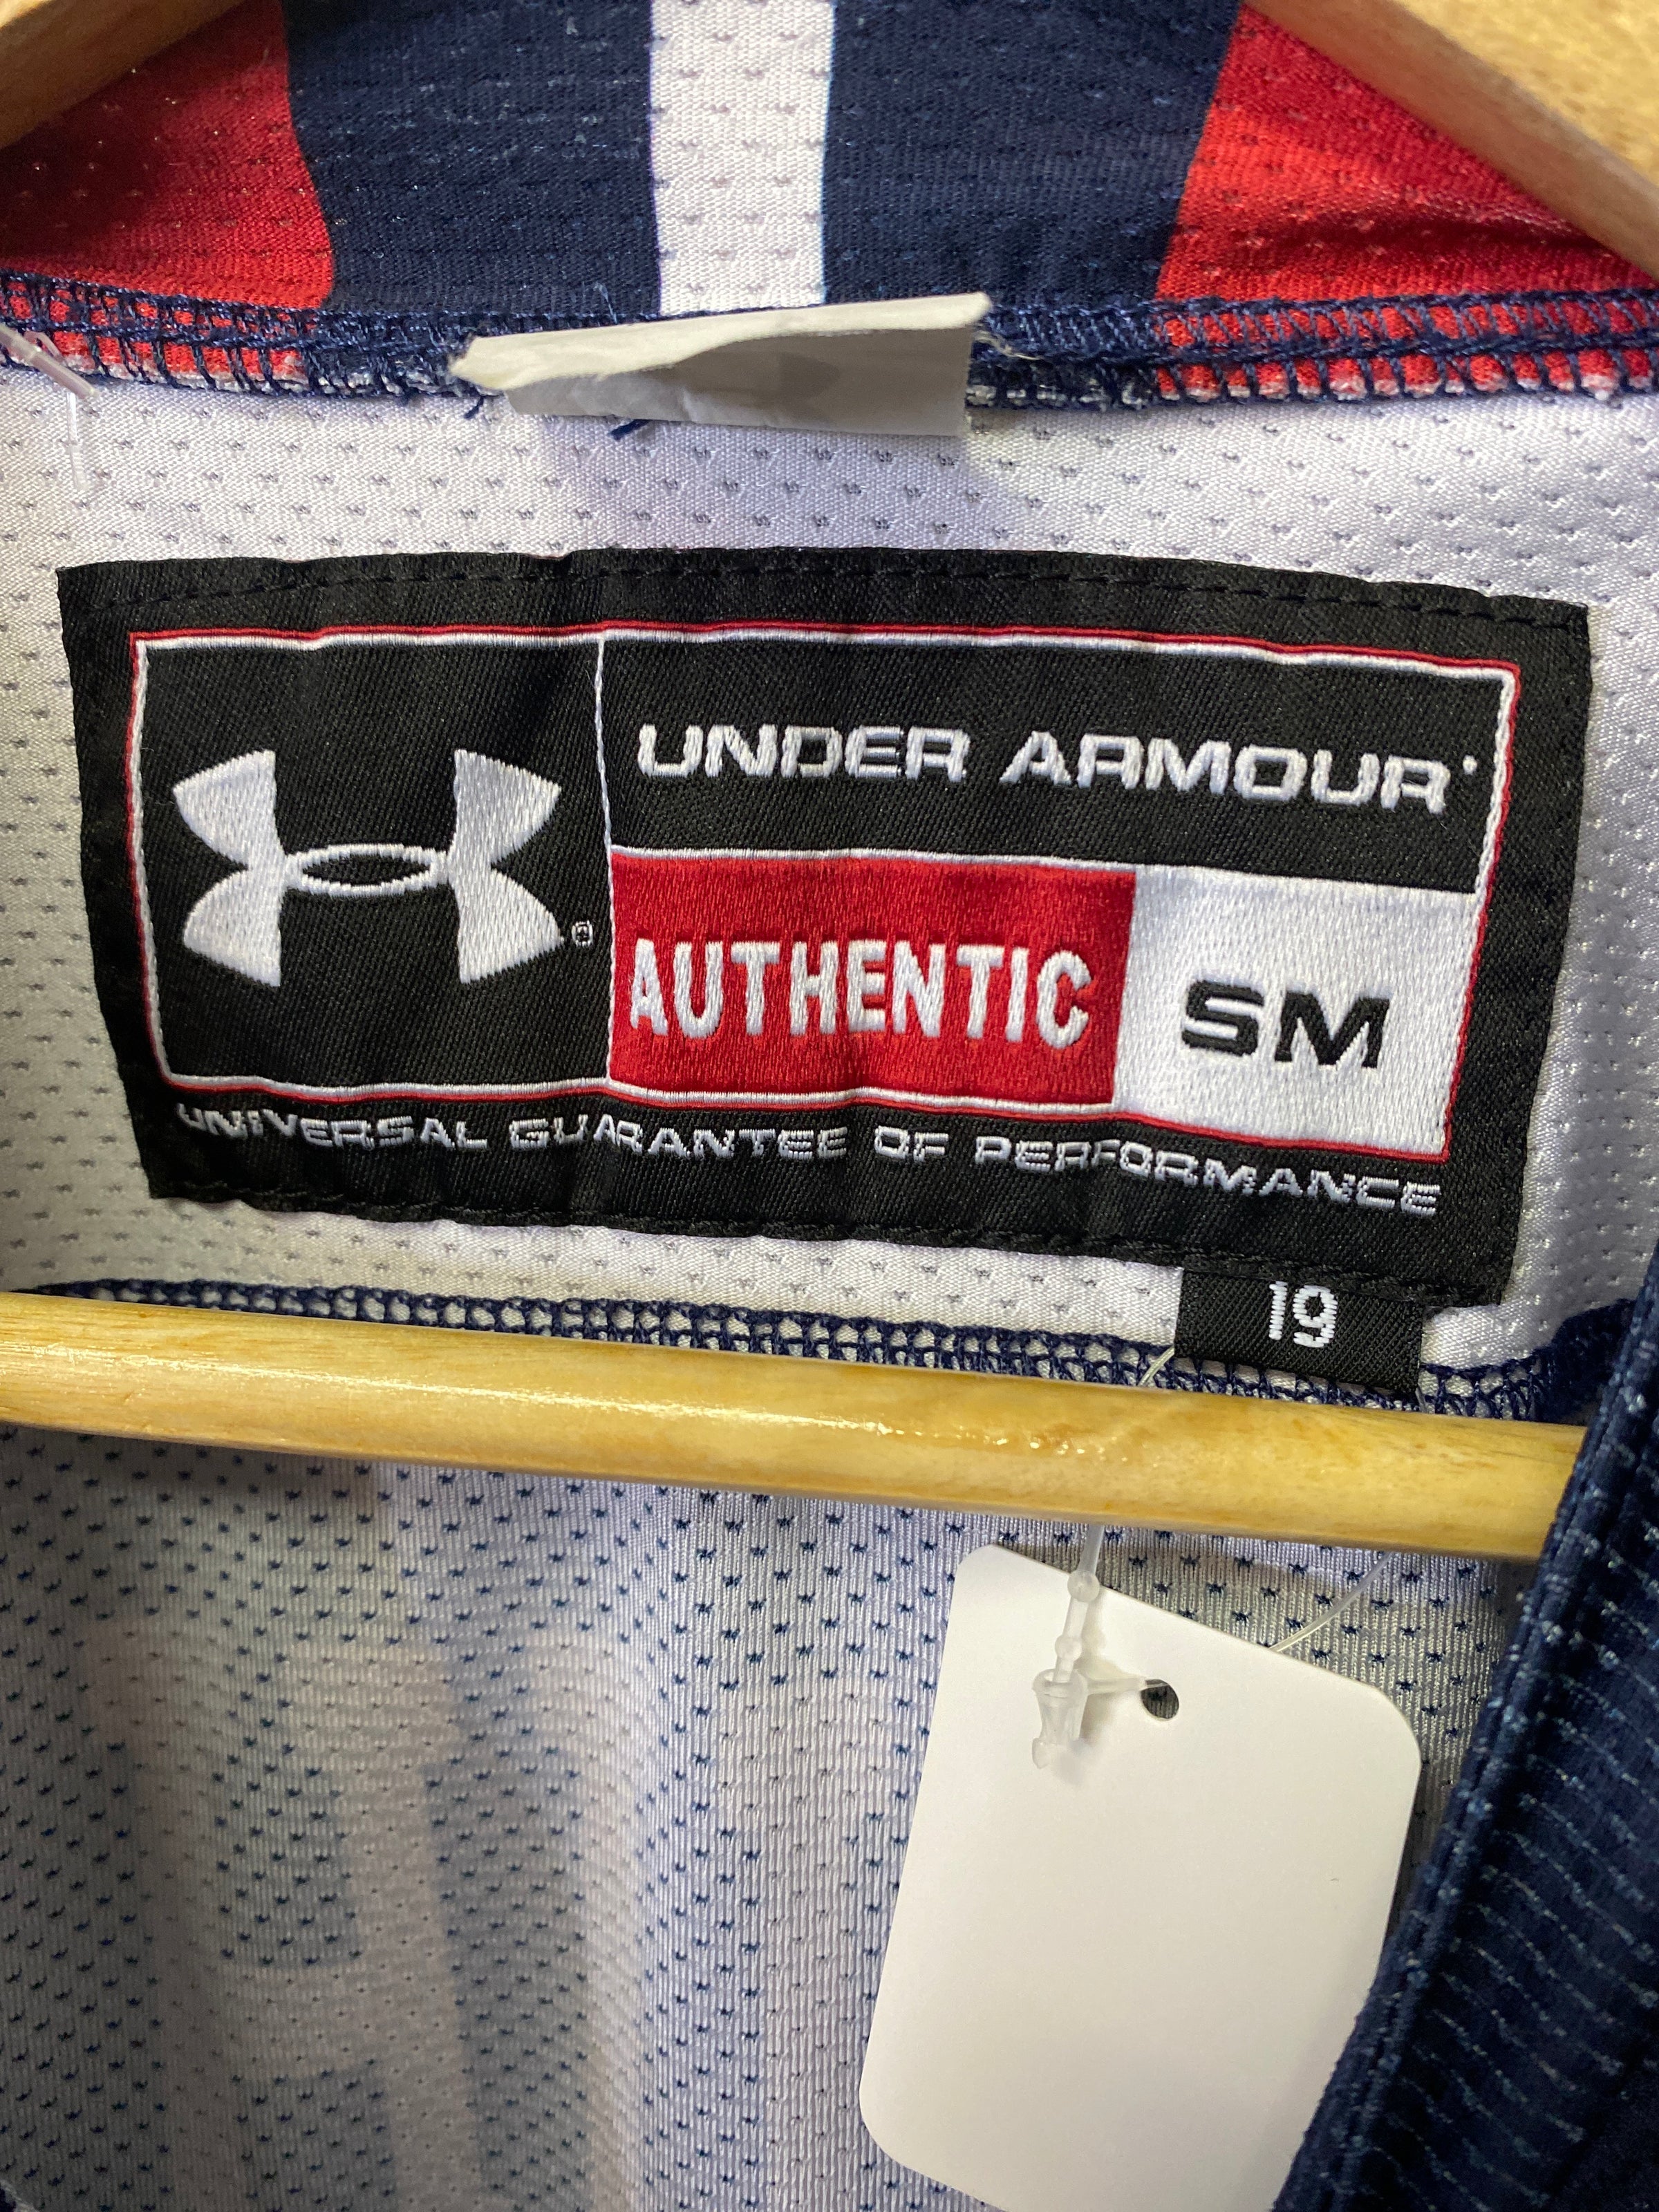 UNDER ARMOUR
®
AUTHENTIC
SM
UNIVERSAL GUARANTEE OF PERFORMANCE
19